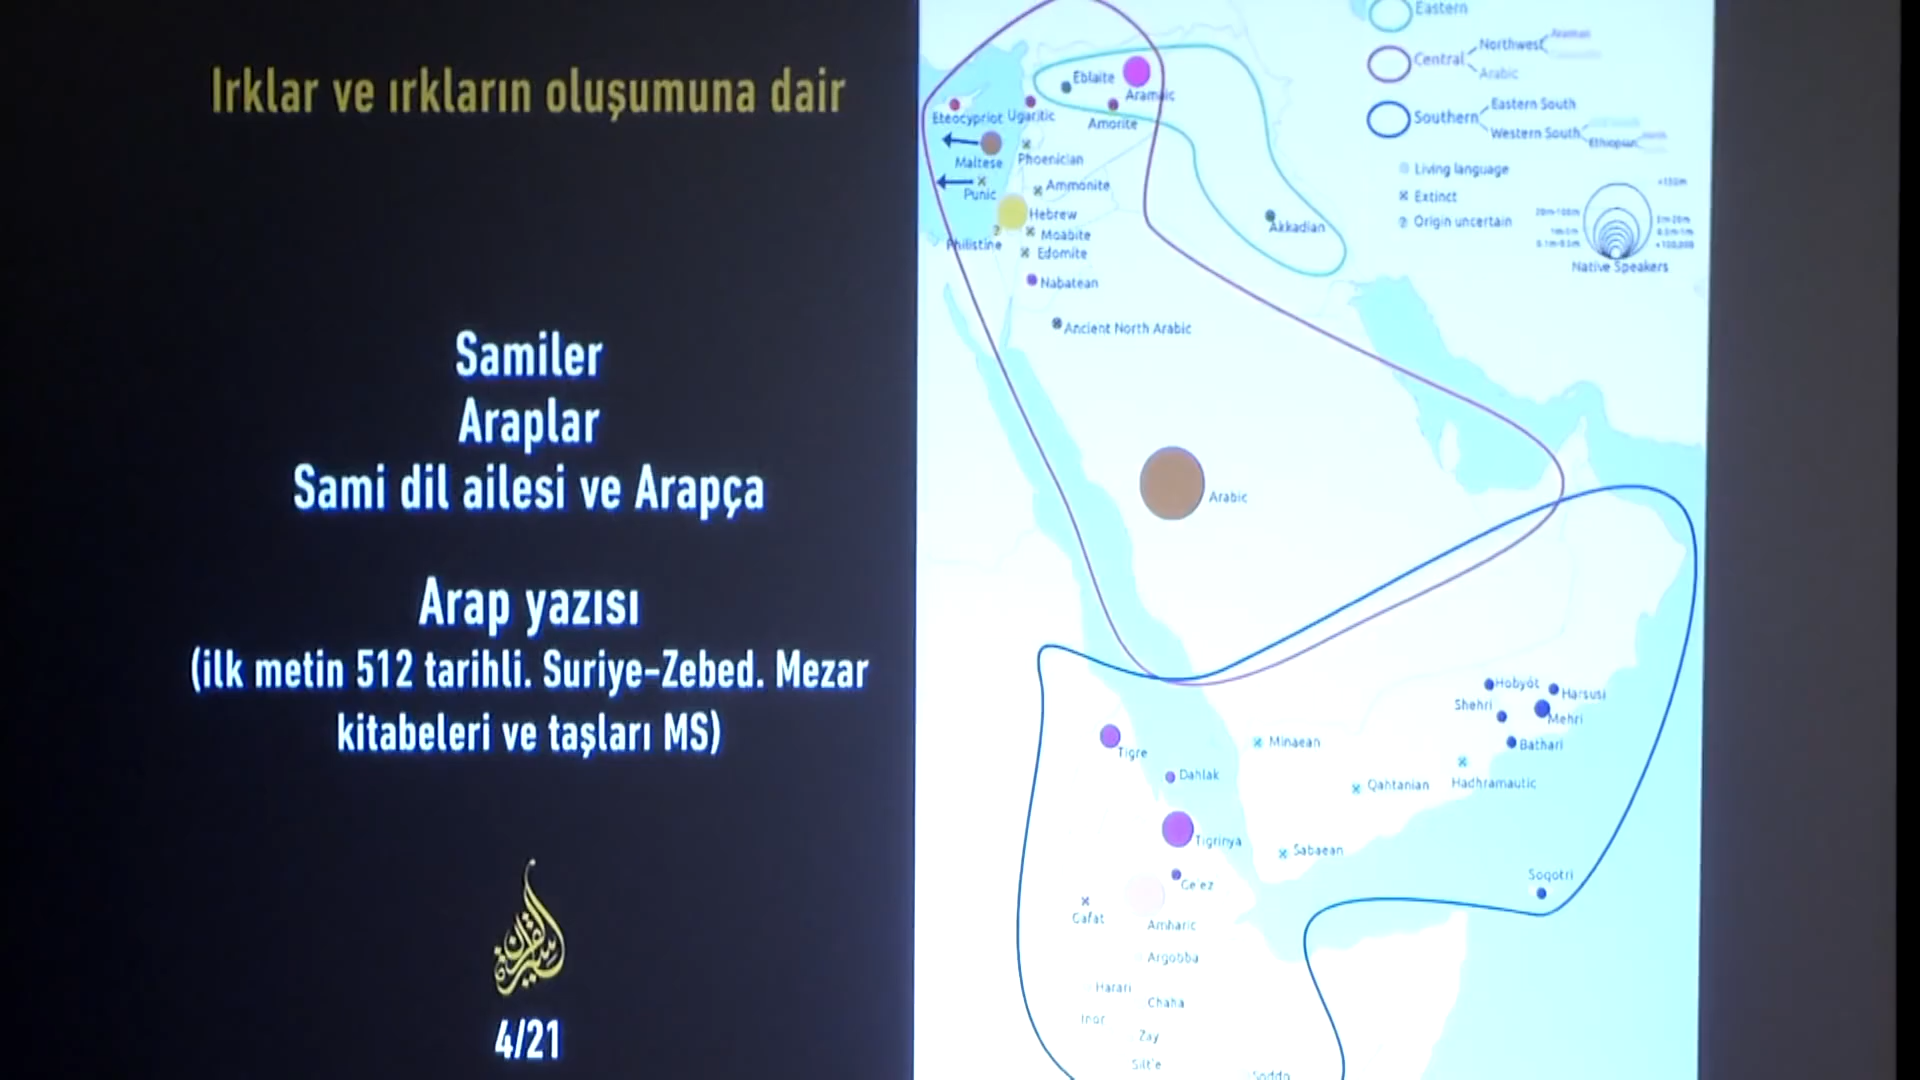 Irklar ve ırkların oluşumuna dair
Samiler
Araplar
Sami dil ailesi ve Arapça
Arap yazısı
(ilk metin 512 tarihli. Suriye-Zebed. Mezar
kitabeleri ve taşları MS)
4/21
Eastern
Central
Northwest
Aramaic
Arabic
Southern
Eastern South
Western South
Ethiopian
Living language
Extinct
Origin uncertain
Native Speakers
Eblaite
Aramaic
Eteocypriot
Ugaritic
Amorite
Maltese
Phoenician
Punic
Ammonite
Hebrew
Philistine
Moabite
Edomite
Akkadian
Nabatean
Ancient North Arabic
Arabic
Hobyót
Harsusi
Shehri
Mehri
Bathari
Tigre
Minaean
Dahlak
Qahtanian
Hadhramautic
Tigrinya
Sabaean
Ge'ez
Soqotri
Gafat
Amharic
Argobba
Harari
Chaha
Inor
Zay
Silt'e
Soddo